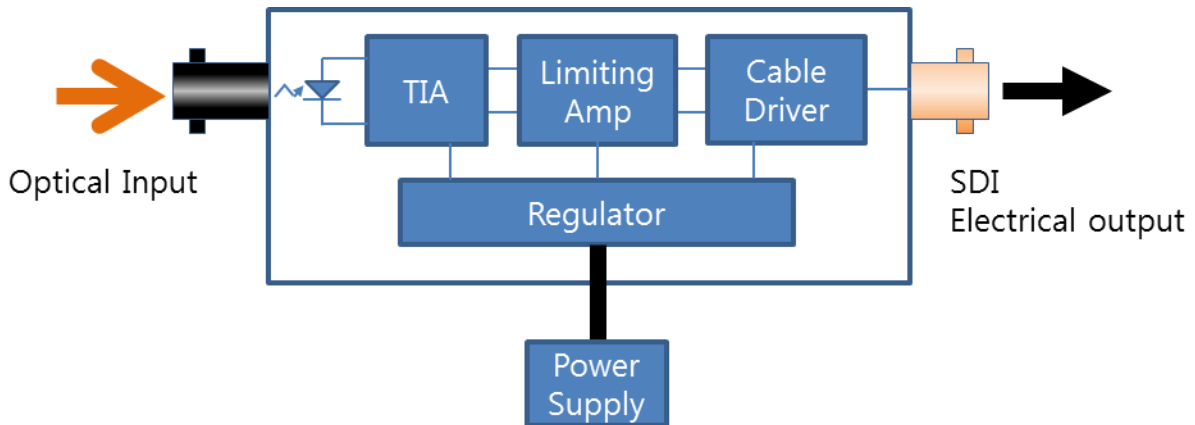 TIA
Limiting
Amp
Cable
Driver
Optical Input
SDI
Electrical output
Regulator
Power
Supply